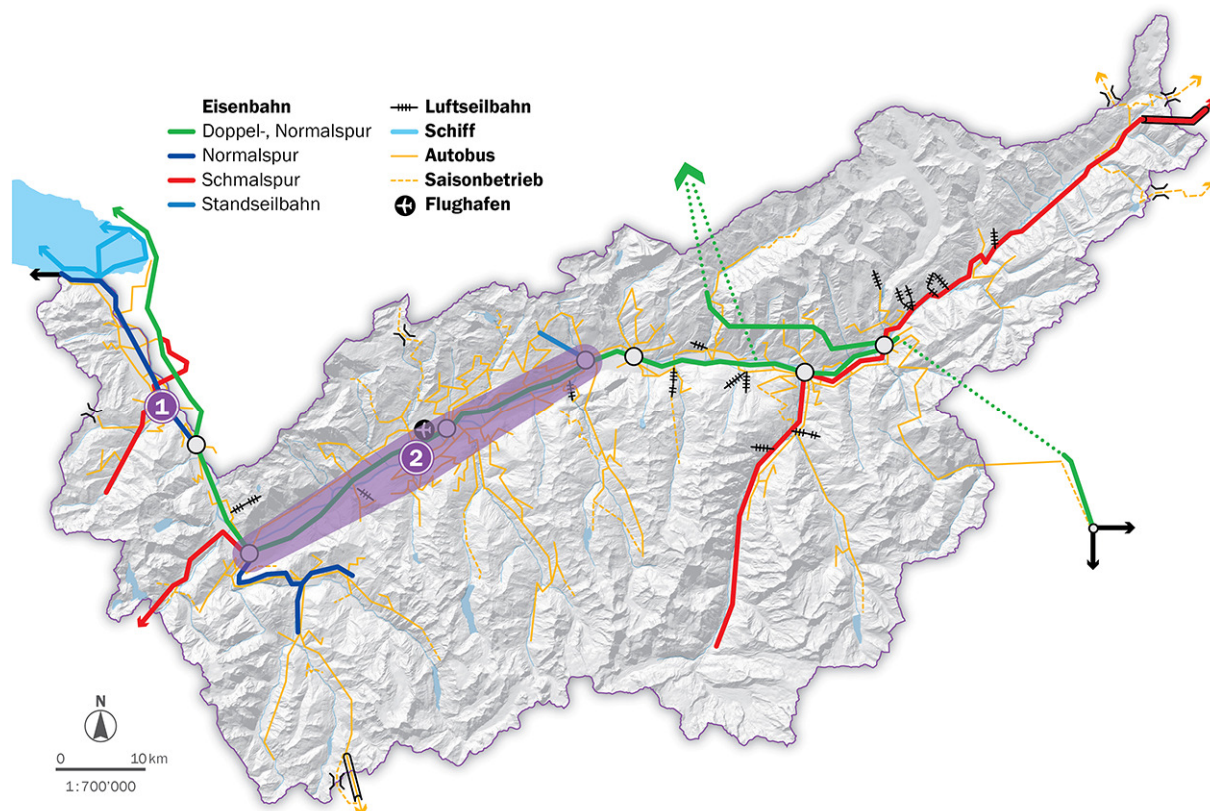 Eisenbahn
Doppel-, Normalspur
Normalspur
Schmalspur
Standseilbahn
Luftseilbahn
Schiff
Autobus
Saisonbetrieb
Flughafen
1
2
N
0 10 km
1:700'000